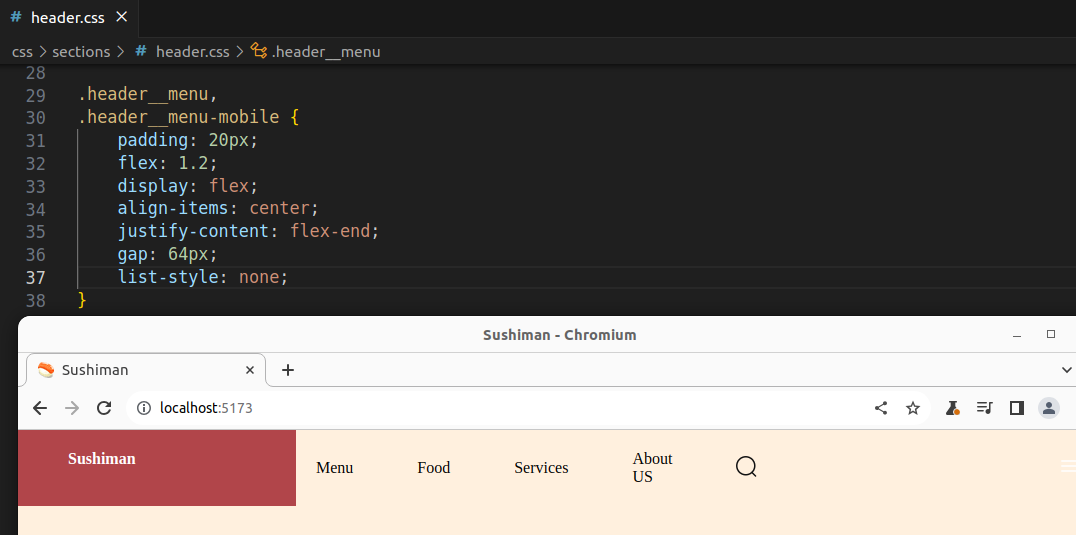 # header.css ×
css > sections > # header.css > .header__menu
28
29 .header__menu,
30 .header__menu-mobile {
31 padding: 20px;
32 flex: 1.2;
33 display: flex;
34 align-items: center;
35 justify-content: flex-end;
36 gap: 64px;
37 list-style: none;
38 }
Sushiman - Chromium
Sushiman × +
localhost:5173
Sushiman Menu Food Services About
US